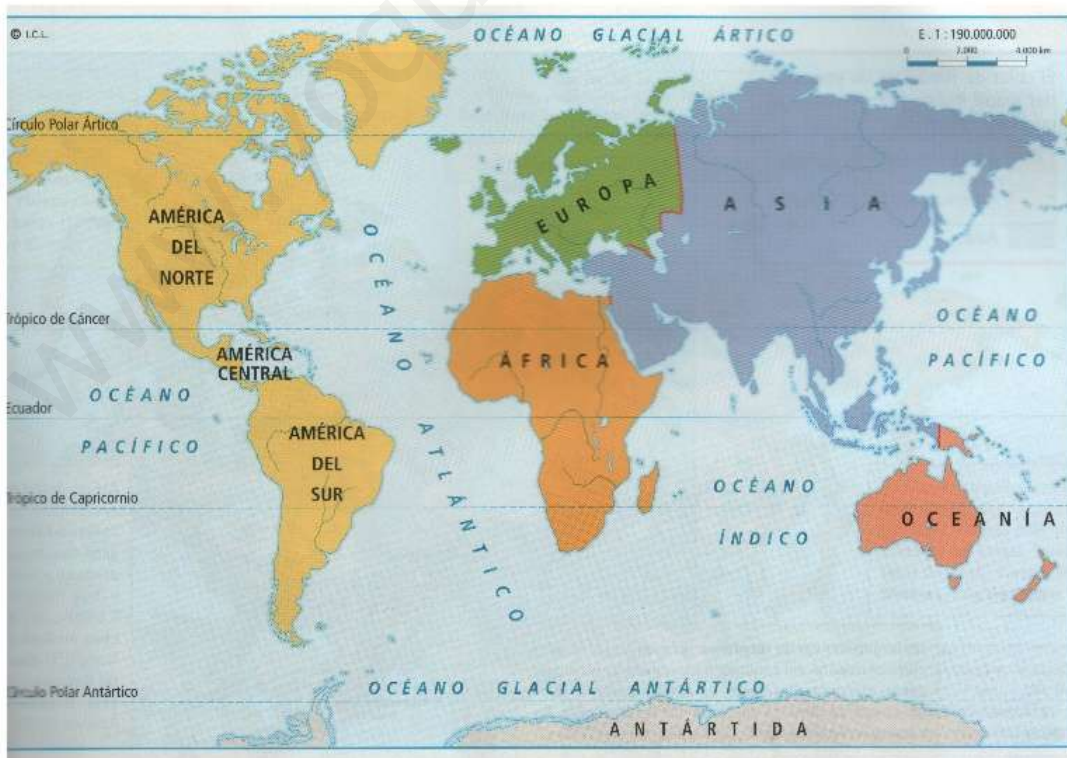 © I.C.L.
OCÉANO GLACIAL ÁRTICO
E. 1:190.000.000
0 2.000 4.000 km
Círculo Polar Ártico
AMÉRICA
DEL
NORTE
EUROPA
ASIA
OCÉANO
ATLÁNTICO
Trópico de Cáncer
AMÉRICA
CENTRAL
ÁFRICA
OCÉANO
PACÍFICO
OCÉANO
PACÍFICO
Ecuador
AMÉRICA
DEL
SUR
Trópico de Capricornio
OCÉANO
ÍNDICO
OCEANÍA
Círculo Polar Antártico
OCÉANO GLACIAL ANTÁRTICO
ANTÁRTIDA